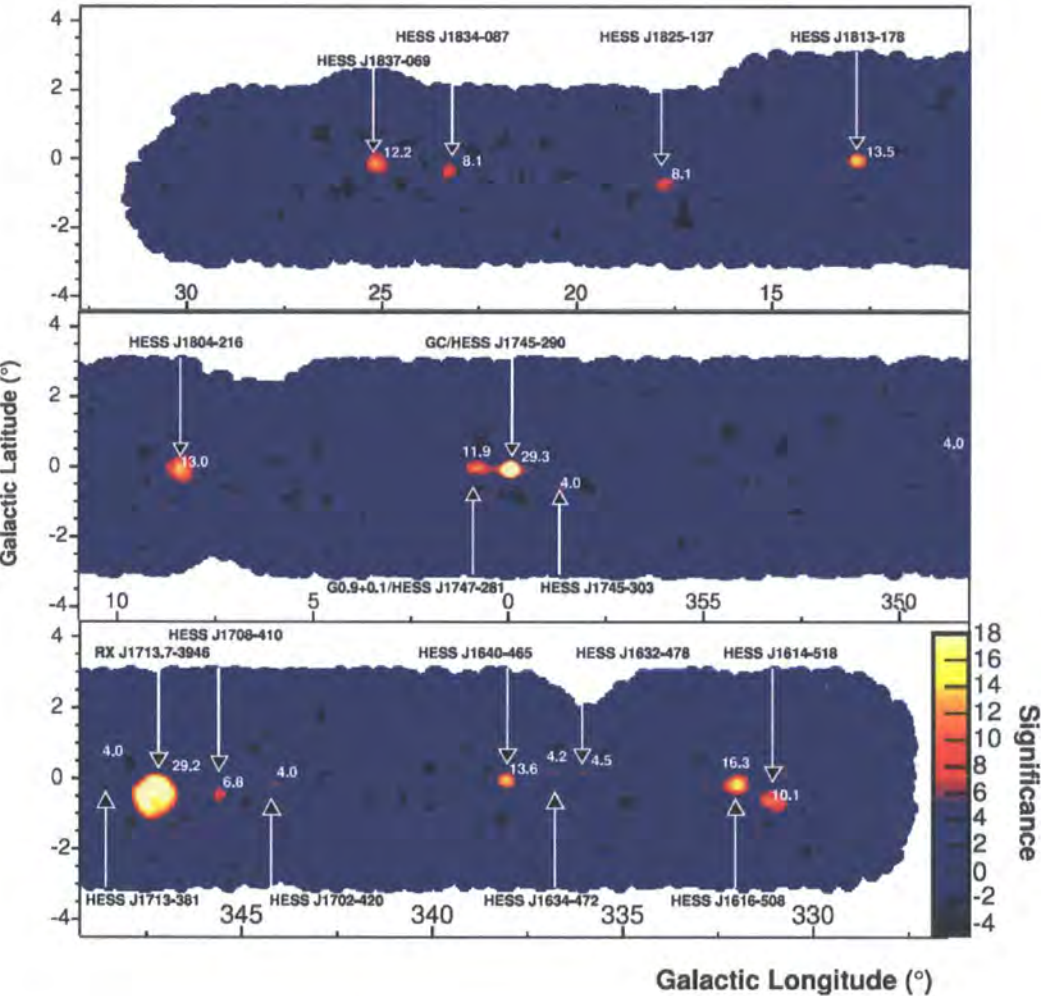 4
HESS J1834-087 HESS J1825-137 HESS J1813-178
HESS J1837-069
2
12.2 8.1 8.1 13.5
0
-2
-4
30 25 20 15
4
HESS J1804-216 GC/HESS J1745-290
2
13.0 11.9 29.3 4.0 4.0
0
-2
G0.9+0.1/HESS J1747-281 HESS J1745-303
-4
10 5 0 355 350
4
HESS J1708-410
RX J1713.7-3946 HESS J1640-465 HESS J1632-478 HESS J1614-518
2
4.0 29.2 6.8 4.0 13.6 4.2 4.5 16.3 10.1
0
-2
HESS J1713-381 HESS J1702-420 HESS J1634-472 HESS J1616-508
-4
345 340 335 330
18
16
14
12
10
8
6
4
2
0
-2
-4
Significance
Galactic Latitude (°)
Galactic Longitude (°)